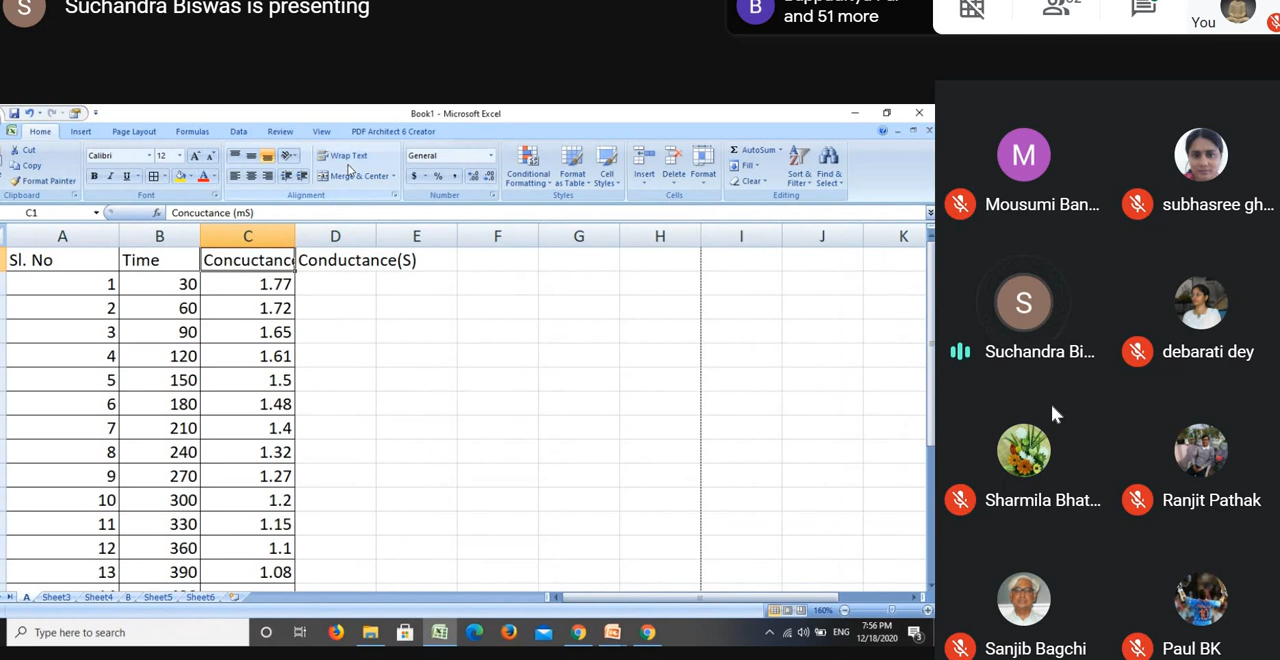 Suchandra Biswas is presenting
and 51 more
You
Book1 - Microsoft Excel
Home Insert Page Layout Formulas Data Review View PDF Architect 6 Creator
Cut
Copy
Format Painter
Clipboard
Calibri 12
B I U
Font
Wrap Text
Merge & Center
Alignment
General
$ % ,
Number
Conditional Formatting
Format as Table
Cell Styles
Styles
Insert Delete Format
Cells
AutoSum
Fill
Clear
Sort & Filter
Find & Select
Editing
C1 fx Concuctance (mS)
A B C D E F G H I J K
Sl. No Time Concuctanc Conductance(S)
1 30 1.77
2 60 1.72
3 90 1.65
4 120 1.61
5 150 1.5
6 180 1.48
7 210 1.4
8 240 1.32
9 270 1.27
10 300 1.2
11 330 1.15
12 360 1.1
13 390 1.08
A Sheet3 Sheet4 B Sheet5 Sheet6
160%
Type here to search
ENG
7:56 PM
12/18/2020
3
M
Mousumi Ban...
subhasree gh...
S
Suchandra Bi...
debarati dey
Sharmila Bhat...
Ranjit Pathak
Sanjib Bagchi
Paul BK
S
B